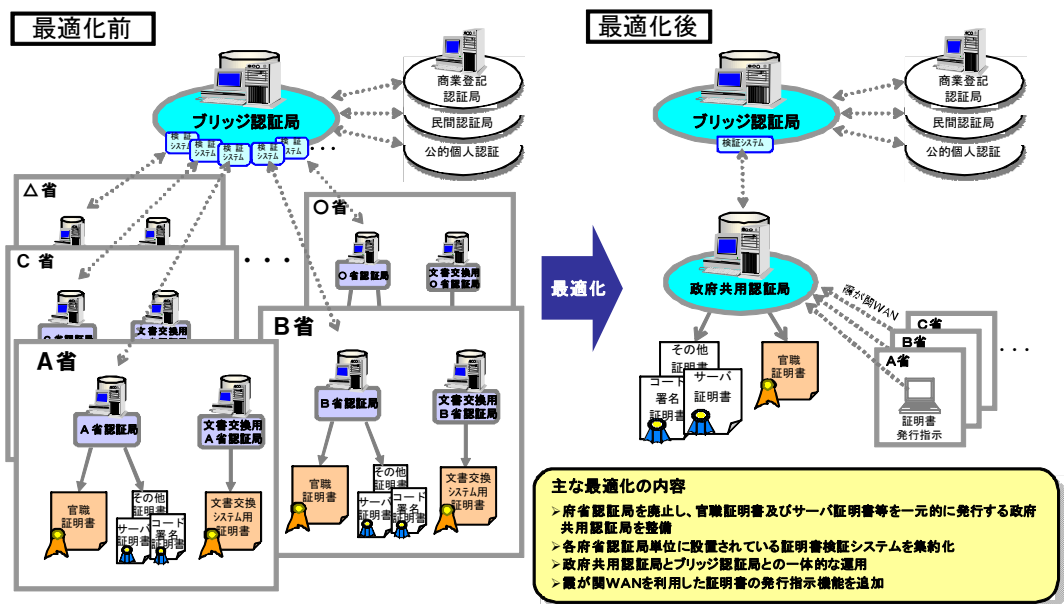 最適化前
ブリッジ認証局
検証
システム
検証
システム
検証
システム
検証
システム
検証
システム
・・・
商業登記
認証局
民間認証局
公的個人認証
△省
C 省
文書交換用
・・・・
○省
○省認証局
文書交換用
○省認証局
A省
A省認証局
文書交換用
A省認証局
官職
証明書
その他
証明書
サーバ
証明書
コード
署名
証明書
文書交換
システム用
証明書
B省
B省認証局
文書交換用
B省認証局
官職
証明書
その他
証明書
サーバ
証明書
コード
署名
証明書
文書交換
システム用
証明書
最適化
最適化後
ブリッジ認証局
検証システム
商業登記
認証局
民間認証局
公的個人認証
政府共用認証局
霞が関WAN
その他
証明書
コード
署名
証明書
サーバ
証明書
官職
証明書
C省
B省
A省
証明書
発行指示
・・・・
主な最適化の内容
➢府省認証局を廃止し、官職証明書及びサーバ証明書等を一元的に発行する政府
共用認証局を整備
➢各府省認証局単位に設置されている証明書検証システムを集約化
➢政府共用認証局とブリッジ認証局との一体的な運用
➢霞が関WANを利用した証明書の発行指示機能を追加